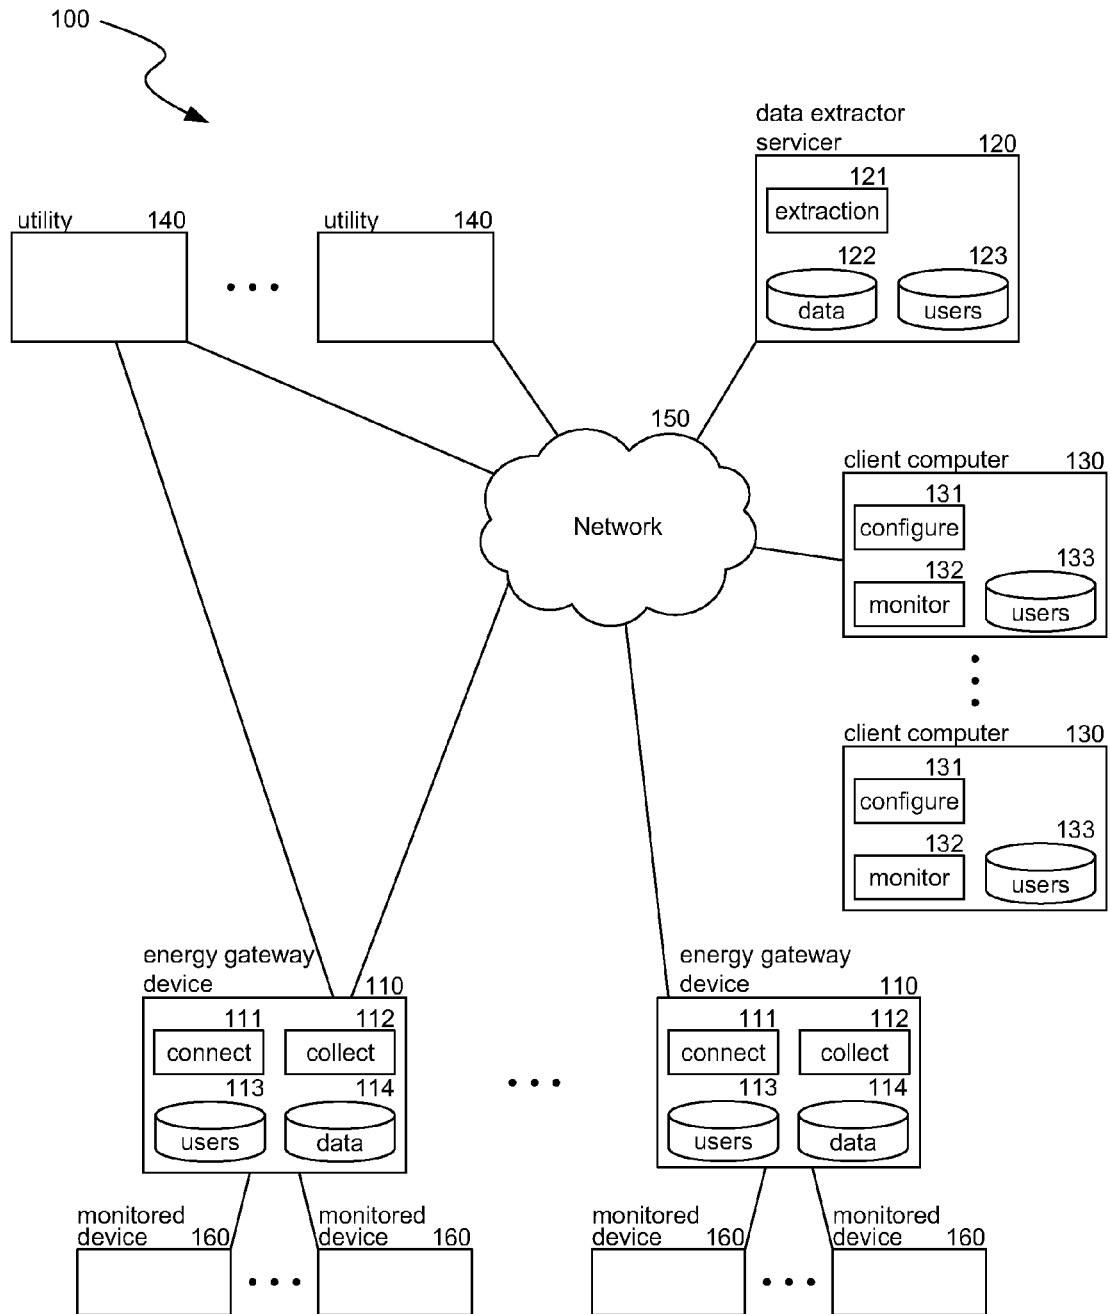 100
data extractor
servicer 120
121
extraction
122 123
data users
utility 140
utility 140
150
Network
client computer 130
131
configure
132 133
monitor users
client computer 130
131
configure
132 133
monitor users
energy gateway
device 110
111 112
connect collect
113 114
users data
energy gateway
device 110
111 112
connect collect
113 114
users data
monitored
device 160
monitored
device 160
monitored
device 160
monitored
device 160